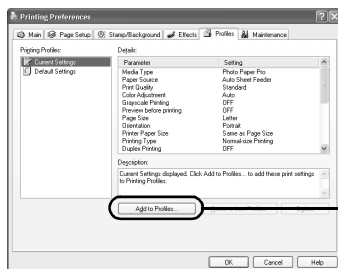 Printing Preferences
Main Page Setup Stamp/Background Effects Profiles Maintenance
Printing Profiles:
Current Settings
Default Settings
Details:
Parameter Setting
Media Type Photo Paper Pro
Paper Source Auto Sheet Feeder
Print Quality Standard
Color Adjustment Auto
Grayscale Printing OFF
Preview before printing OFF
Page Size Letter
Orientation Portrait
Printer Paper Size Same as Page Size
Printing Type Normal-size Printing
Duplex Printing OFF
Description:
Current Settings displayed. Click Add to Profiles... to add these print settings
to Printing Profiles.
Add to Profiles...
OK Cancel Help